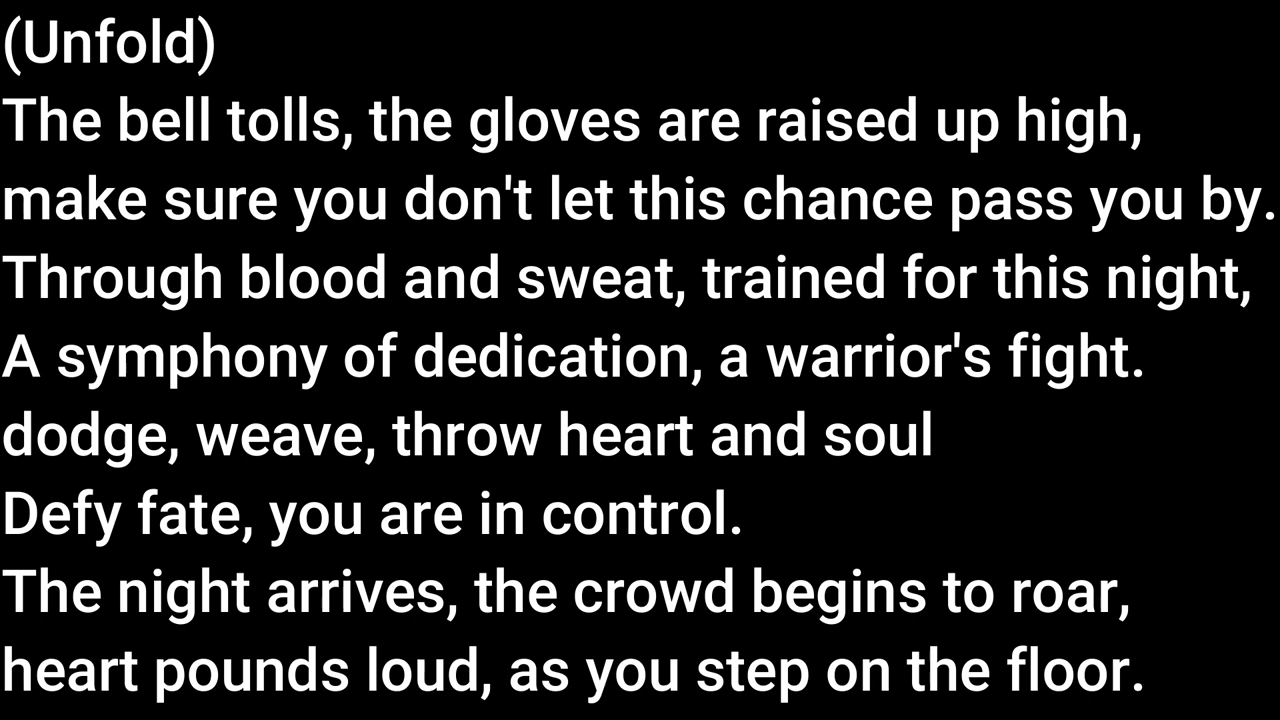 (Unfold)
The bell tolls, the gloves are raised up high,
make sure you don't let this chance pass you by.
Through blood and sweat, trained for this night,
A symphony of dedication, a warrior's fight.
dodge, weave, throw heart and soul
Defy fate, you are in control.
The night arrives, the crowd begins to roar,
heart pounds loud, as you step on the floor.